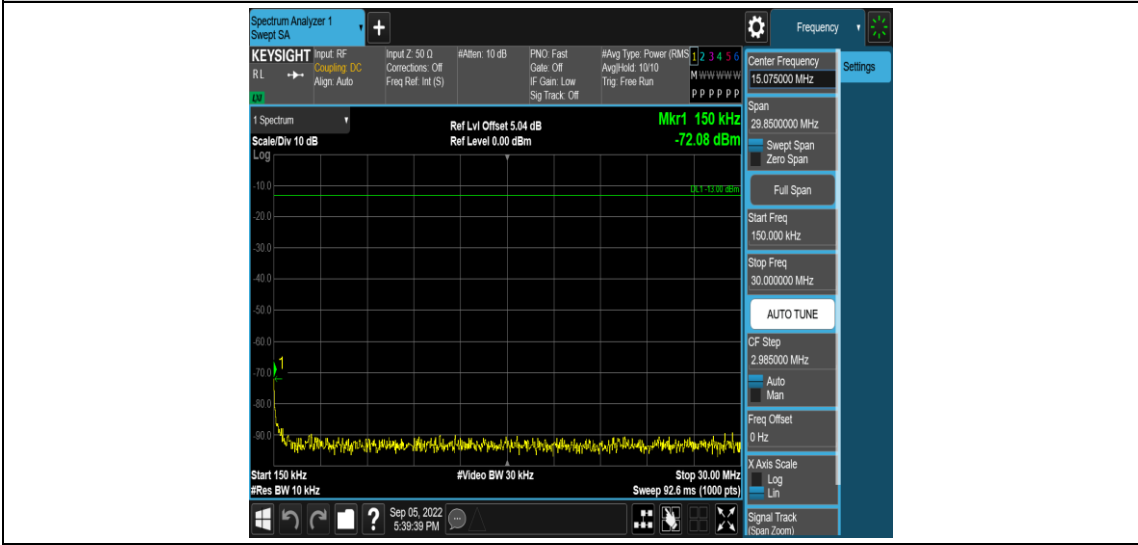 Spectrum Analyzer 1
Swept SA
+
Frequency
KEYSIGHT
RL
LM
Input: RF
Coupling: DC
Align: Auto
Input Z: 50 Ω
Corrections: Off
Freq Ref: Int (S)
#Atten: 10 dB
PNO: Fast
Gate: Off
IF Gain: Low
Sig Track: Off
#Avg Type: Power (RMS
Avg|Hold: 10/10
Trig: Free Run
1 2 3 4 5 6
M W W W W W
P P P P P P
1 Spectrum
Scale/Div 10 dB
Log
Ref Lvl Offset 5.04 dB
Ref Level 0.00 dBm
Mkr1 150 kHz
-72.08 dBm
DL1 -13.00 dBm
-10.0
-20.0
-30.0
-40.0
-50.0
-60.0
-70.0
-80.0
-90.0
1
Start 150 kHz
#Res BW 10 kHz
#Video BW 30 kHz
Stop 30.00 MHz
Sweep 92.6 ms (1000 pts)
Center Frequency
15.075000 MHz
Span
29.8500000 MHz
Swept Span
Zero Span
Full Span
Start Freq
150.000 kHz
Stop Freq
30.000000 MHz
AUTO TUNE
CF Step
2.985000 MHz
Auto
Man
Freq Offset
0 Hz
X Axis Scale
Log
Lin
Signal Track
(Span Zoom)
Settings
?
Sep 05, 2022
5:39:39 PM